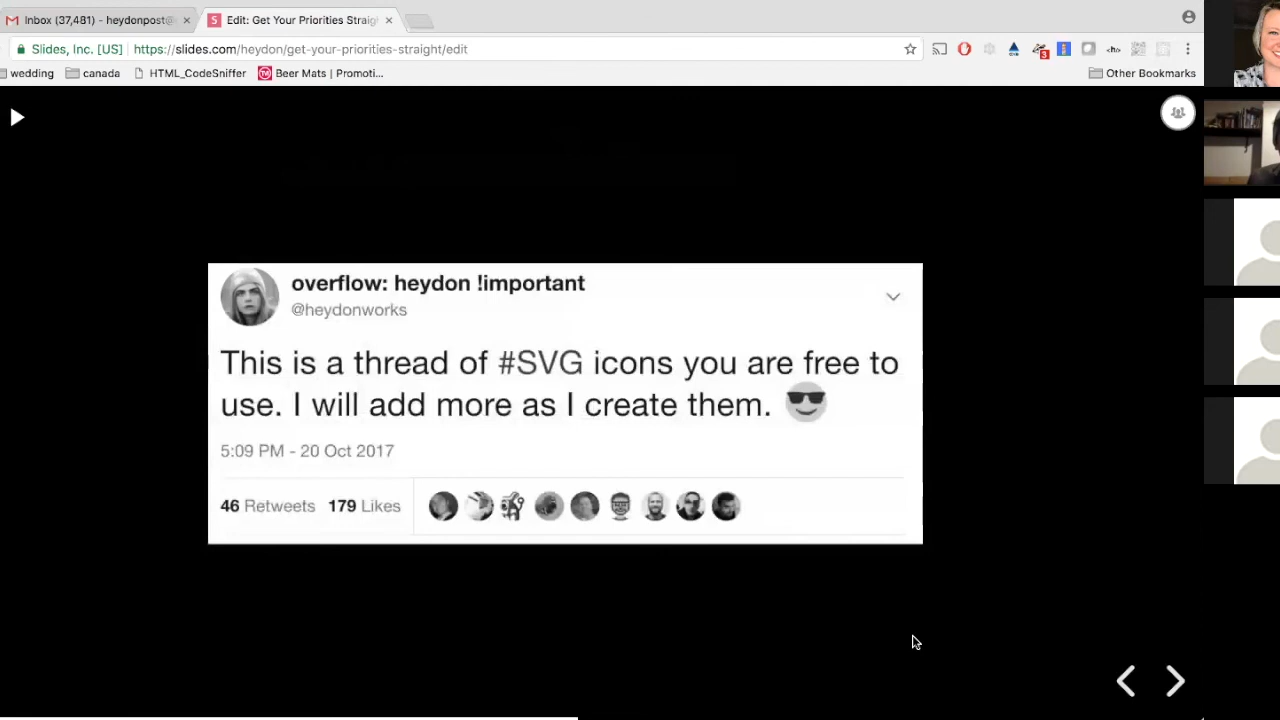 Inbox (37,481) - heydonpost@
Edit: Get Your Priorities Straig
Slides, Inc. [US]
https://slides.com/heydon/get-your-priorities-straight/edit
wedding
canada
HTML_CodeSniffer
Beer Mats | Promoti...
Other Bookmarks
overflow: heydon !important
@heydonworks
This is a thread of #SVG icons you are free to
use. I will add more as I create them. 😎
5:09 PM - 20 Oct 2017
46 Retweets 179 Likes